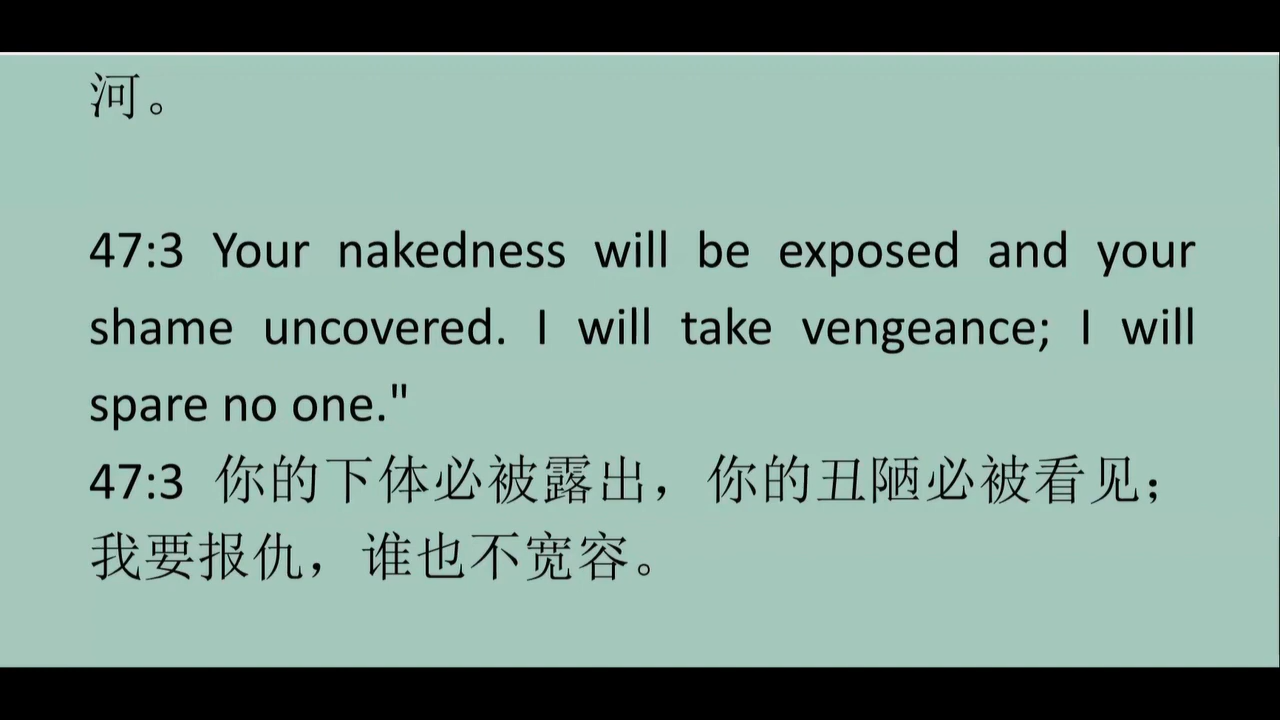 河。
47:3 Your nakedness will be exposed and your
shame uncovered. I will take vengeance; I will
spare no one."
47:3 你的下体必被露出，你的丑陋必被看见；
我要报仇，谁也不宽容。